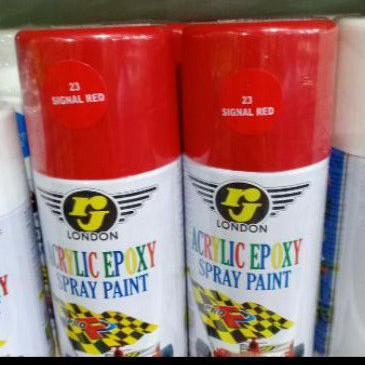 23
SIGNAL RED
23
SIGNAL RED
rj
LONDON
rj
LONDON
ACRYLIC EPOXY
SPRAY PAINT
ACRYLIC EPOXY
SPRAY PAINT